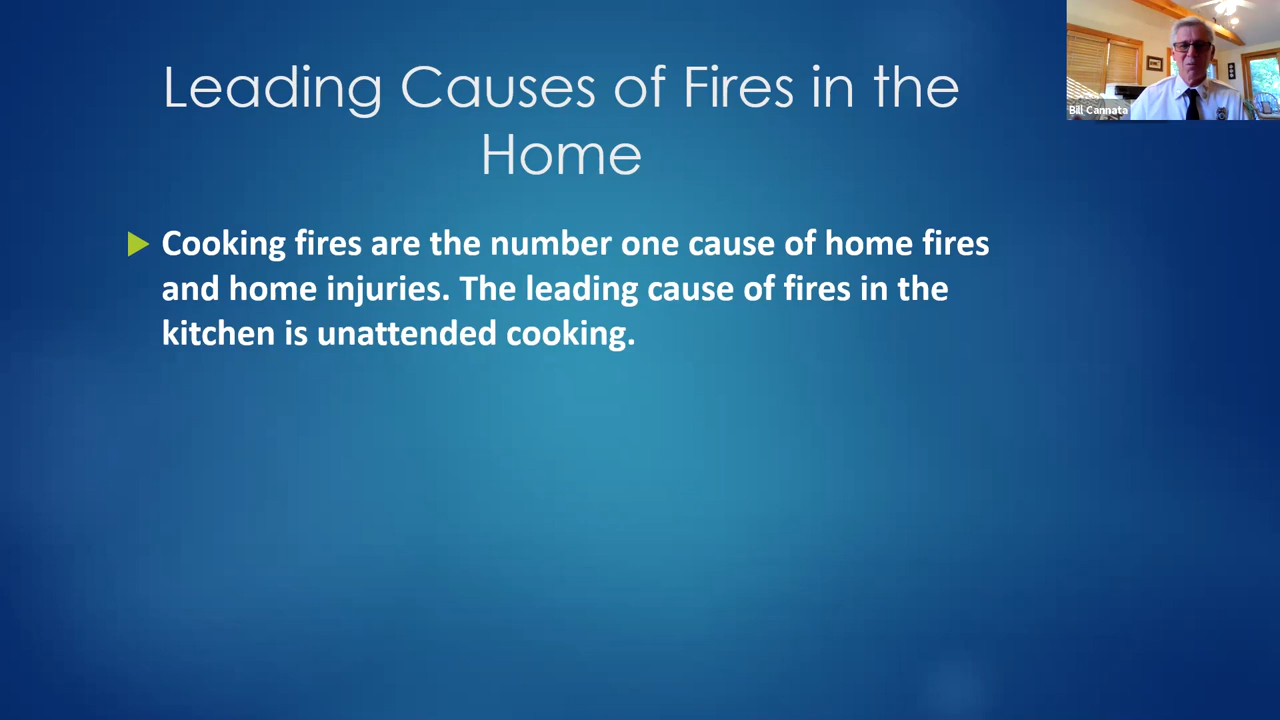 Leading Causes of Fires in the
Home
Bill Cannata
Cooking fires are the number one cause of home fires
and home injuries. The leading cause of fires in the
kitchen is unattended cooking.